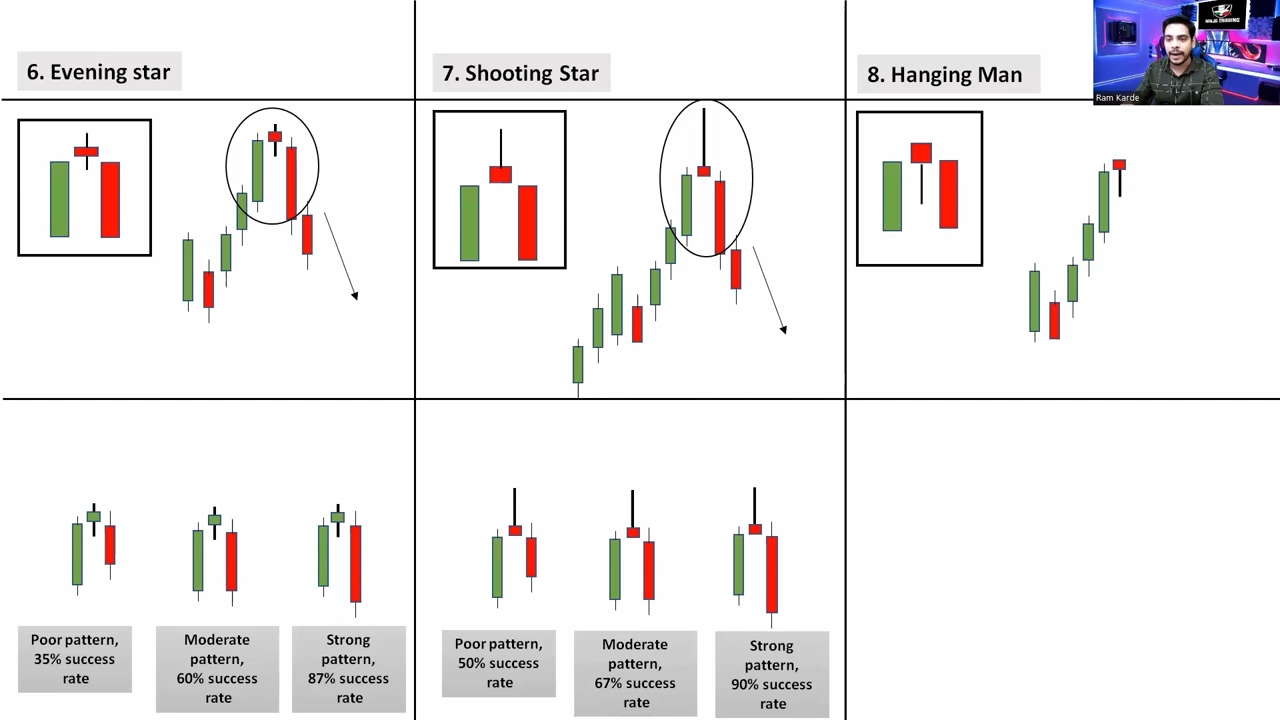 6. Evening star
7. Shooting Star
8. Hanging Man
NINJA TRADING
Ram Karde
Poor pattern,
35% success
rate
Moderate
pattern,
60% success
rate
Strong
pattern,
87% success
rate
Poor pattern,
50% success
rate
Moderate
pattern,
67% success
rate
Strong
pattern,
90% success
rate